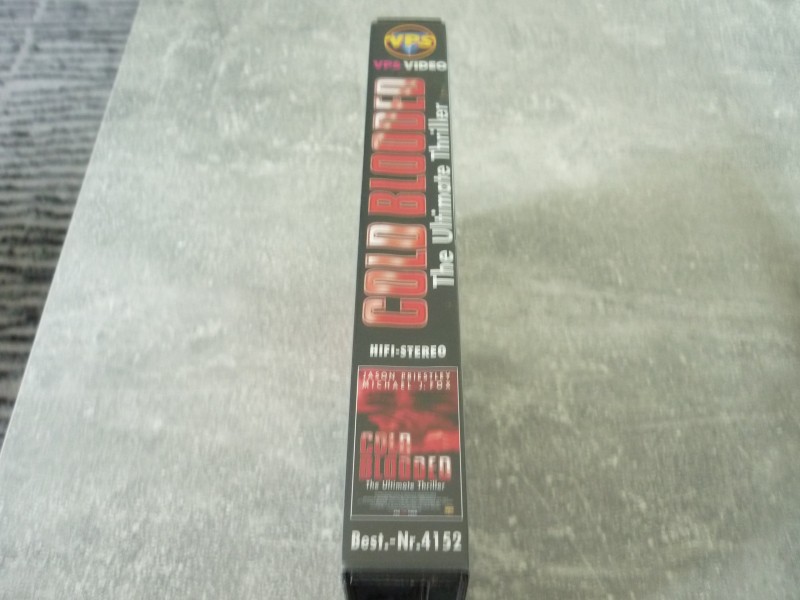 VPS
VPS VIDEO
COLD BLOODED
The Ultimate Thriller
HIFI-STEREO
JASON PRIESTLEY
MICHAEL J. FOX
COLD
BLOODED
The Ultimate Thriller
Best.-Nr.4152